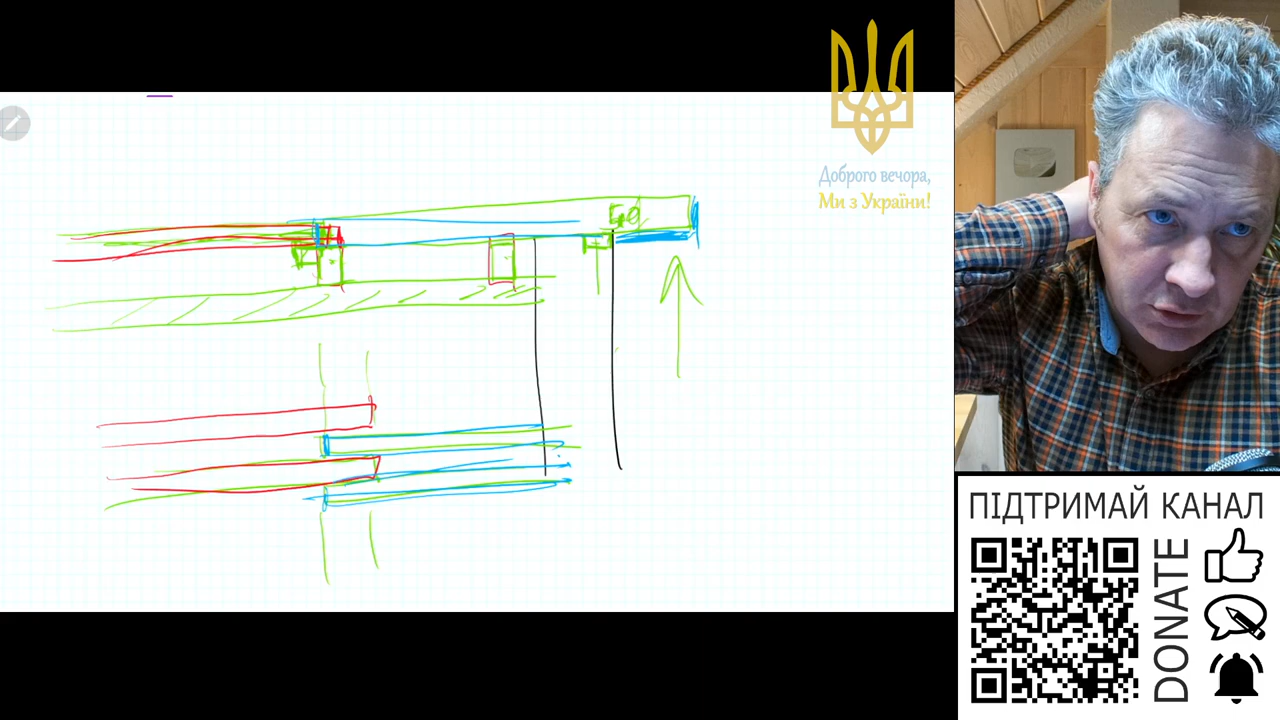 Доброго вечора,
Ми з України!
ПІДТРИМАЙ КАНАЛ
DONATE